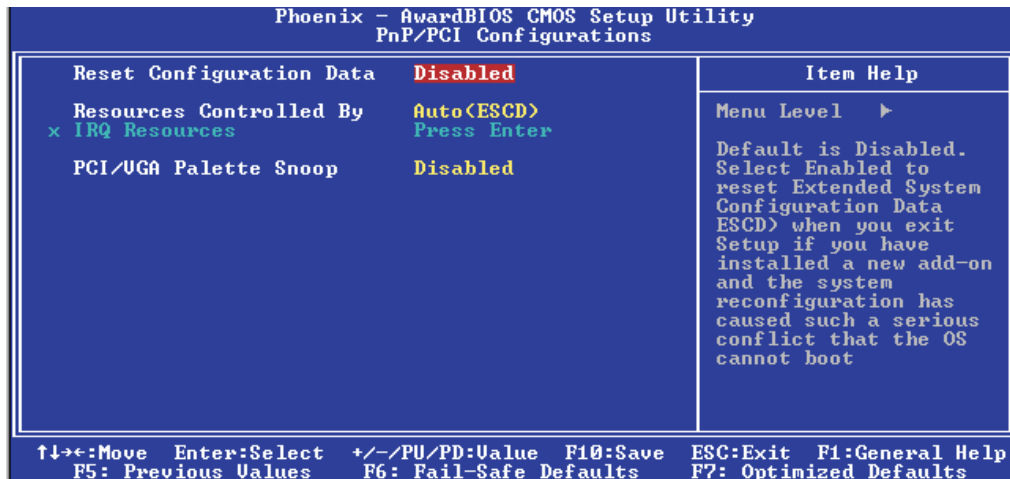 Phoenix - AwardBIOS CMOS Setup Utility
PnP/PCI Configurations
Reset Configuration Data Disabled
Resources Controlled By Auto(ESCD)
x IRQ Resources Press Enter
PCI/VGA Palette Snoop Disabled
Item Help
Menu Level ►
Default is Disabled.
Select Enabled to
reset Extended System
Configuration Data
ESCD) when you exit
Setup if you have
installed a new add-on
and the system
reconfiguration has
caused such a serious
conflict that the OS
cannot boot
↑↓→←:Move Enter:Select +/-/PU/PD:Value F10:Save ESC:Exit F1:General Help
F5: Previous Values F6: Fail-Safe Defaults F7: Optimized Defaults